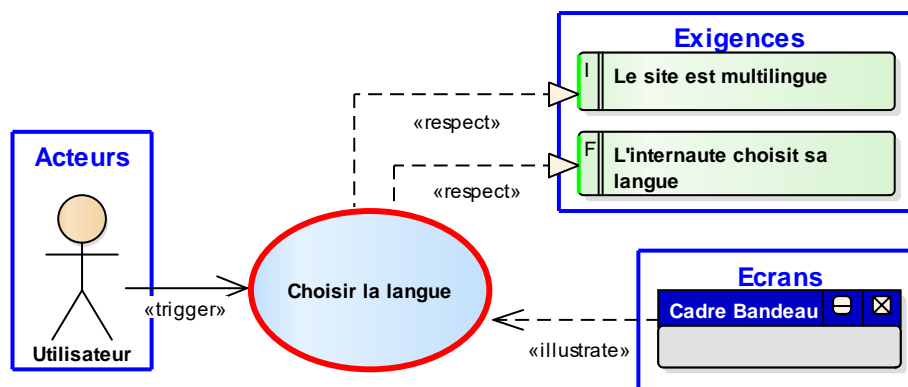 Exigences
I
Le site est multilingue
«respect»
F
L'internaute choisit sa
langue
«respect»
Acteurs
Utilisateur
«trigger»
Choisir la langue
Ecrans
Cadre Bandeau
«illustrate»